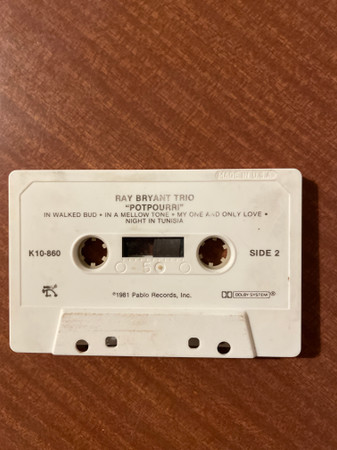 RAY BRYANT TRIO
"POTPOURRI"
IN WALKED BUD • IN A MELLOW TONE • MY ONE AND ONLY LOVE •
NIGHT IN TUNISIA
K10-860
SIDE 2
50
℗1981 Pablo Records, Inc.
DOLBY SYSTEM®